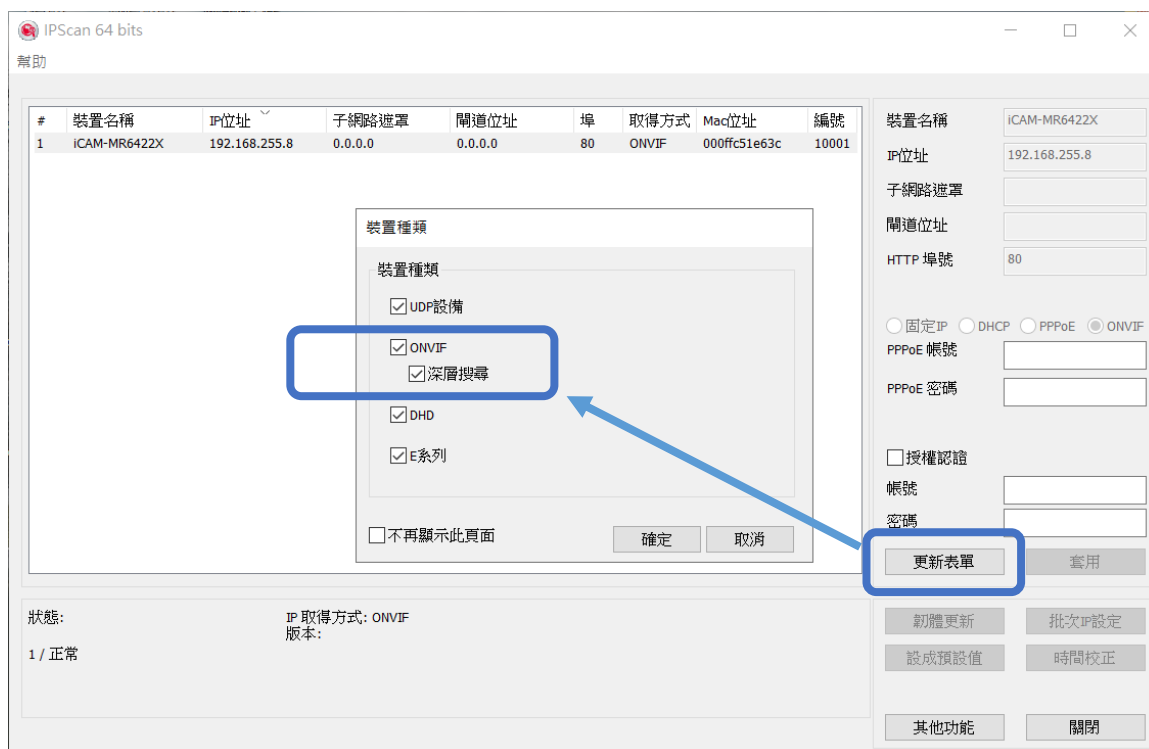 IPScan 64 bits
幫助
# 裝置名稱 IP位址 子網路遮罩 閘道位址 埠 取得方式 Mac位址 編號
1 iCAM-MR6422X 192.168.255.8 0.0.0.0 0.0.0.0 80 ONVIF 000ffc51e63c 10001
裝置種類
裝置種類
UDP設備
ONVIF
深層搜尋
DHD
E系列
不再顯示此頁面
確定 取消
裝置名稱 iCAM-MR6422X
IP位址 192.168.255.8
子網路遮罩
閘道位址
HTTP 埠號 80
固定IP DHCP PPPoE ONVIF
PPPoE 帳號
PPPoE 密碼
授權認證
帳號
密碼
更新表單 套用
狀態: IP 取得方式: ONVIF
版本:
1 / 正常
韌體更新 批次IP設定
設成預設值 時間校正
其他功能 關閉